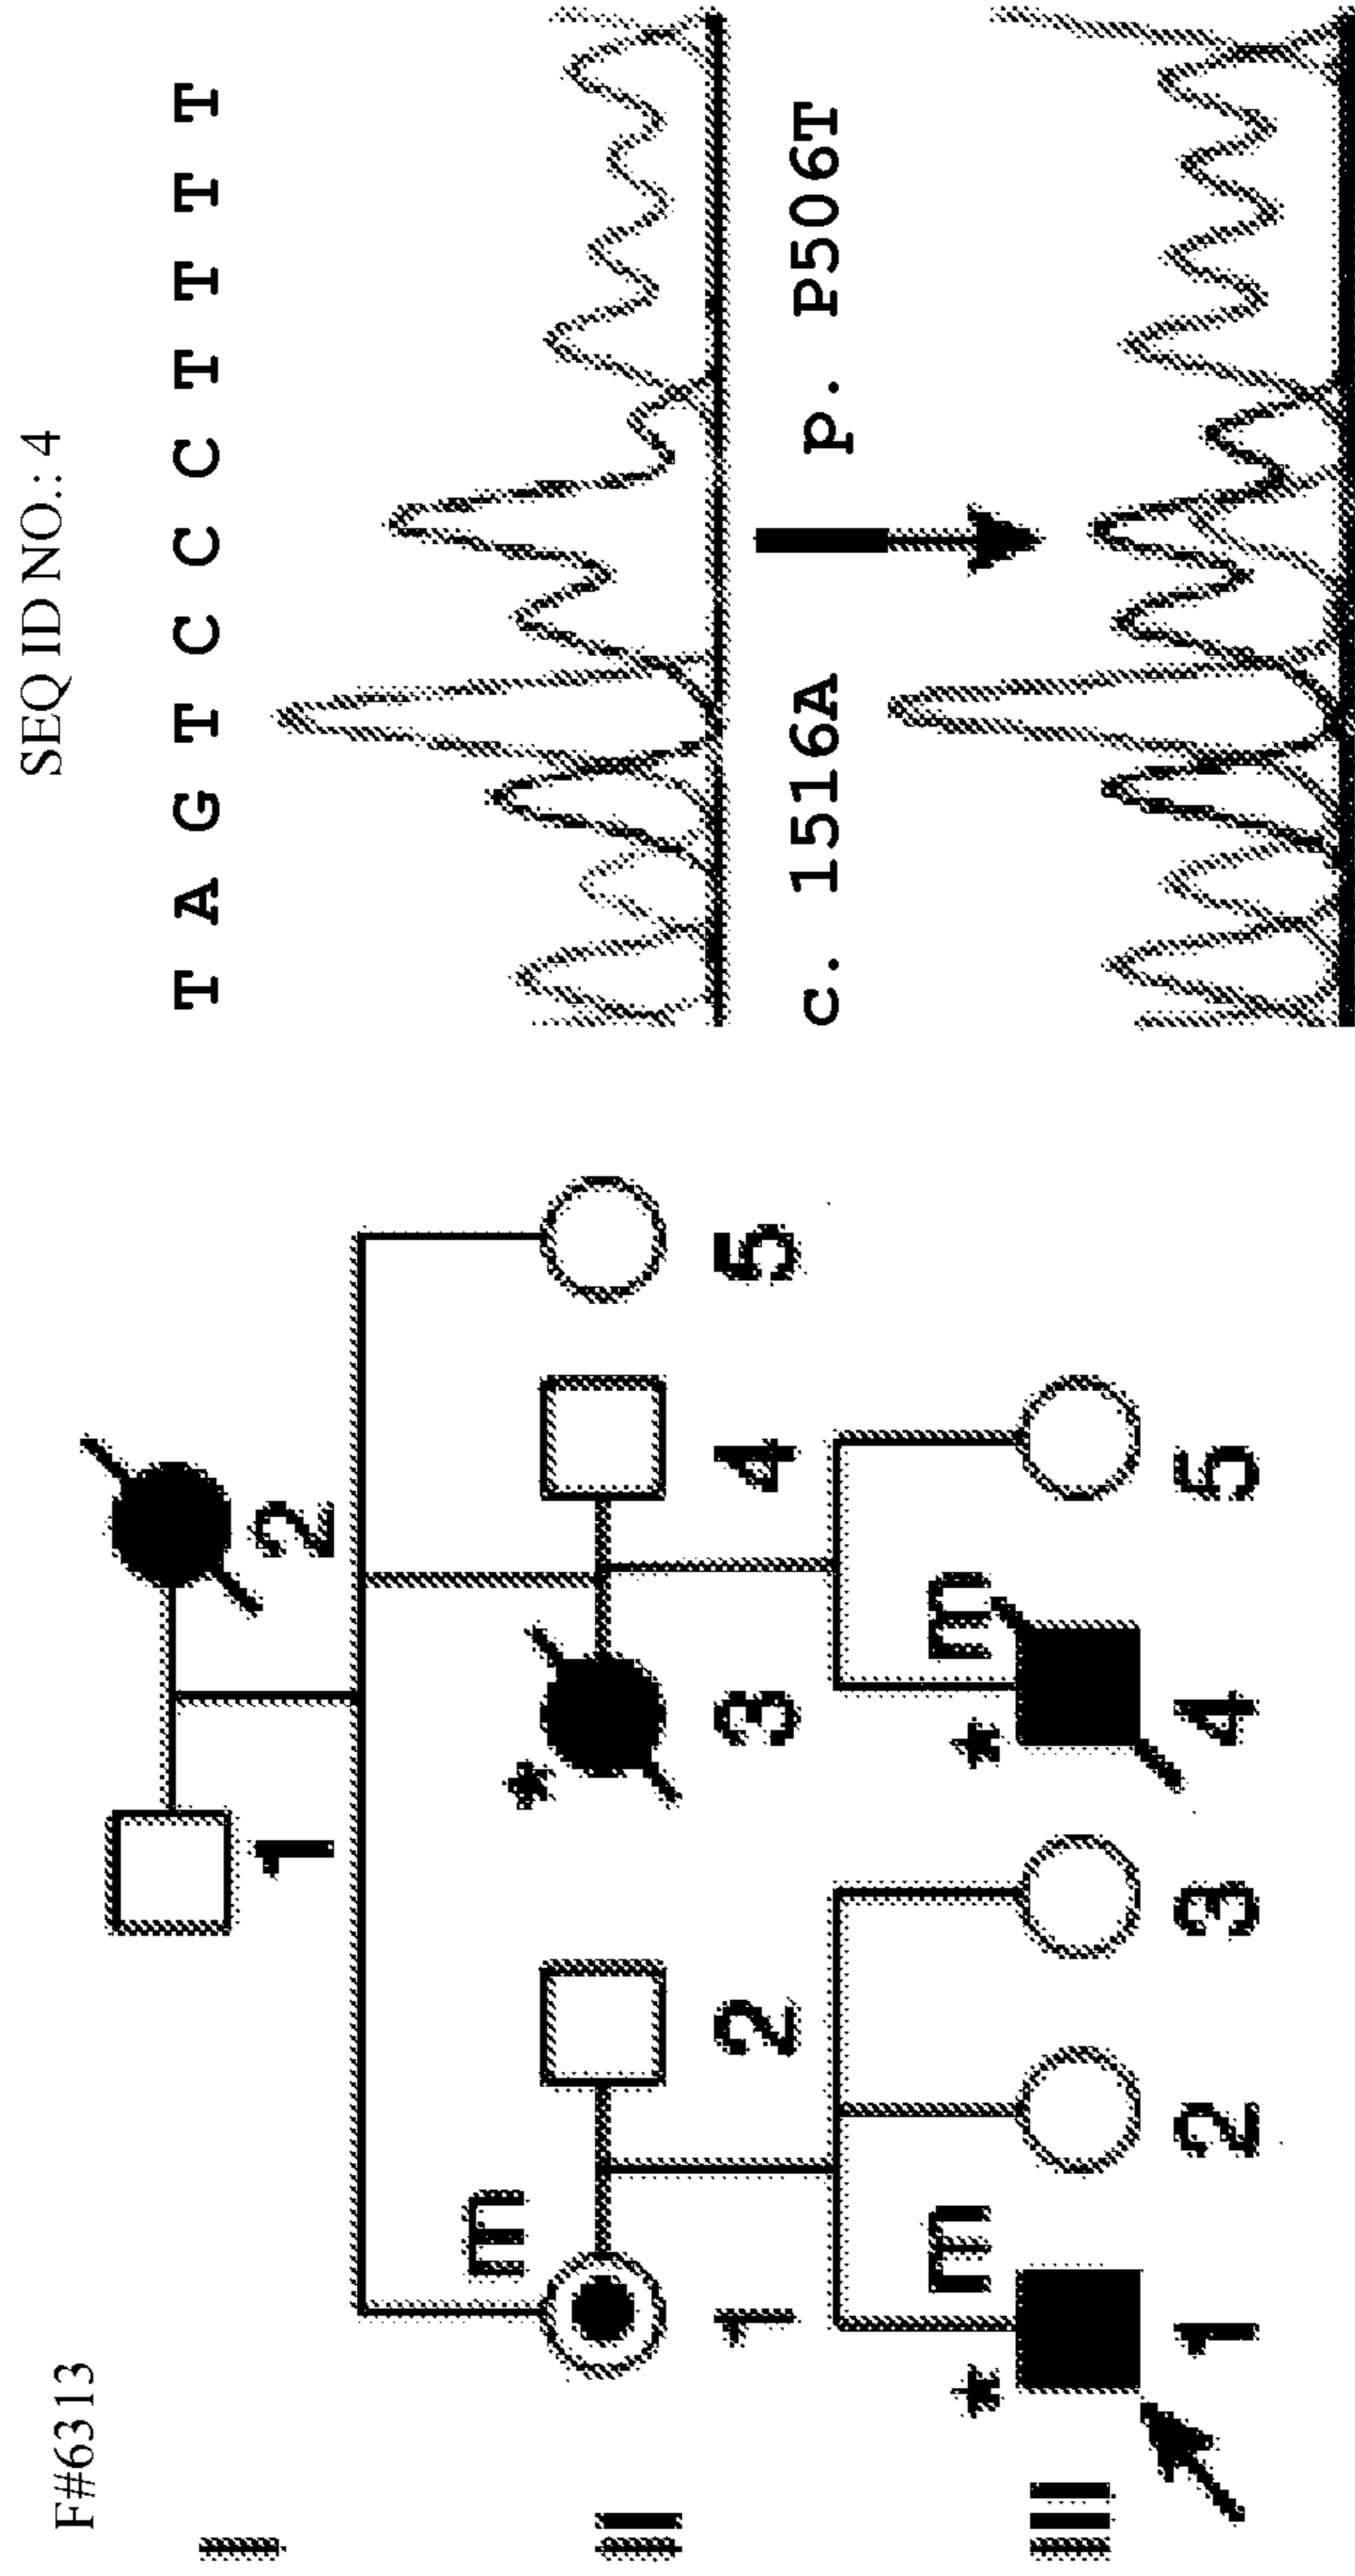 F#6313
SEQ ID NO.: 4
T A G T C C C T T T T
I
1 2
m
*
II
1 2 3 4 5
c. 1516A p. P506T
* m
* m
III
1 2 3 4 5